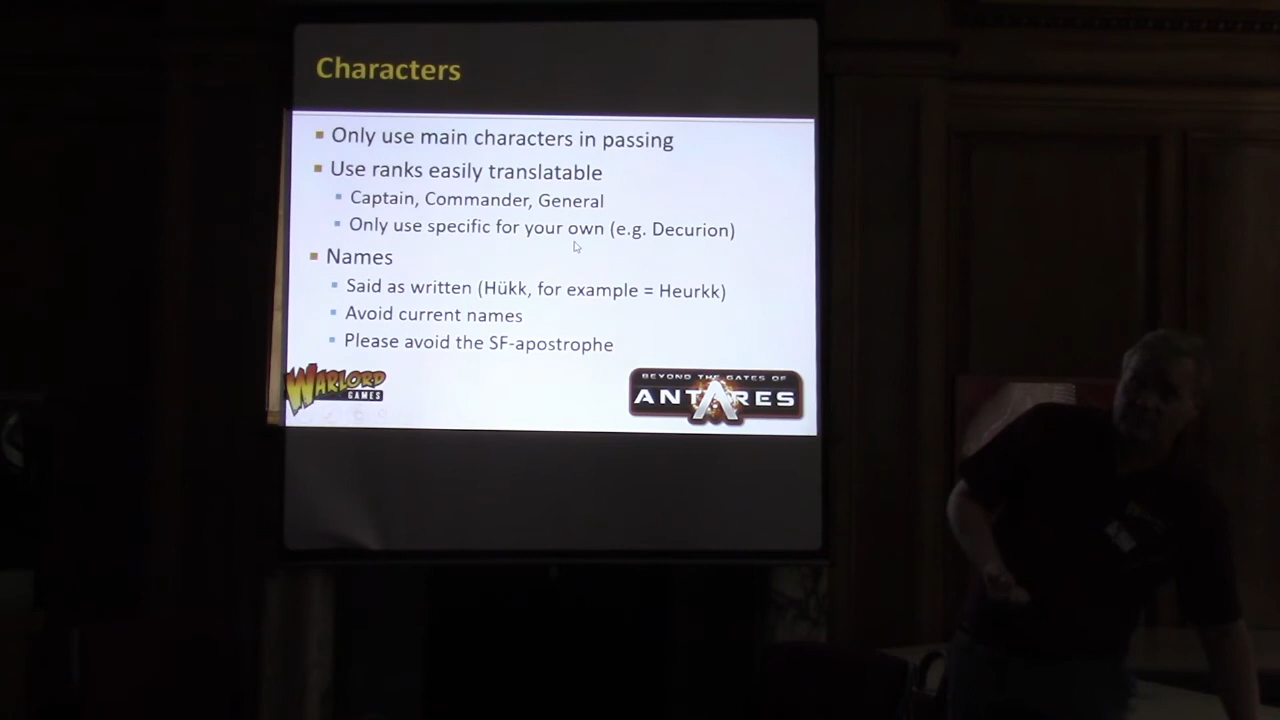 Characters
Only use main characters in passing
Use ranks easily translatable
Captain, Commander, General
Only use specific for your own (e.g. Decurion)
Names
Said as written (Hükk, for example = Heurkk)
Avoid current names
Please avoid the SF-apostrophe
WARLORD
GAMES
BEYOND THE GATES OF
ANTARES